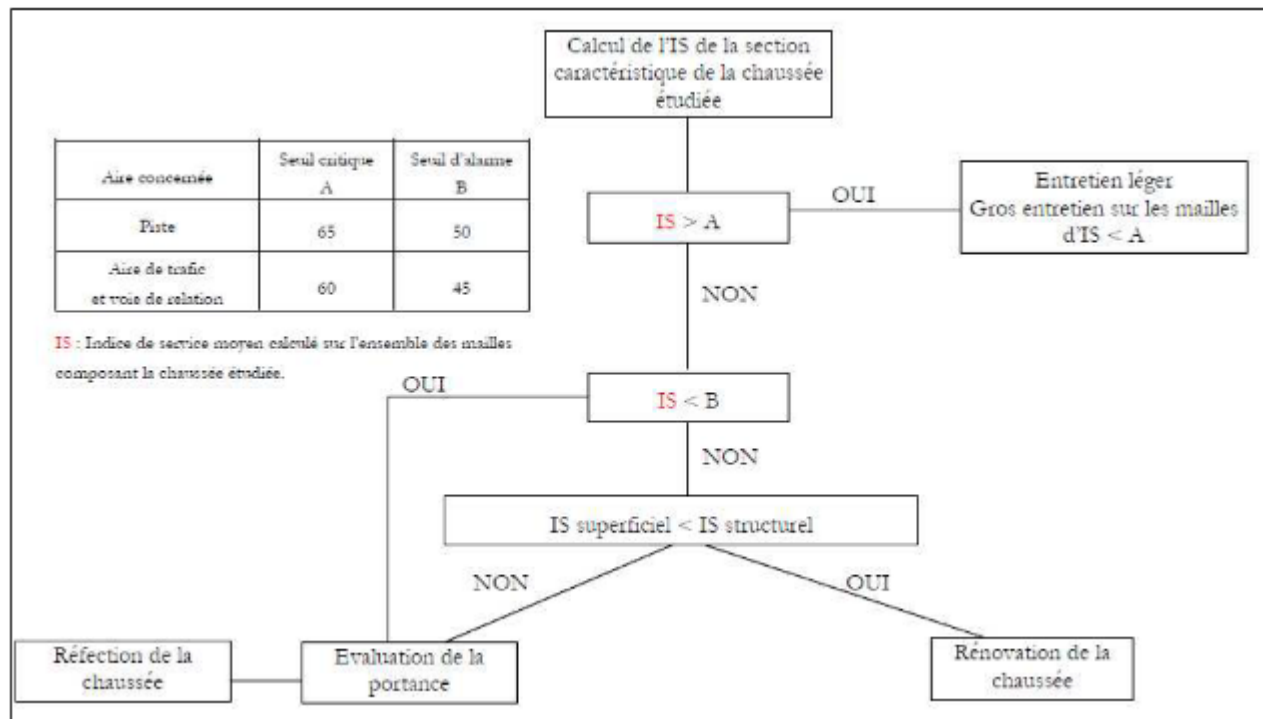 Calcul de l'IS de la section
caractéristique de la chaussée
étudiée
Aire concernée
Seuil critique
A
Seuil d'alarme
B
Piste
65
50
Aire de trafic
et voie de relation
60
45
IS : Indice de service moyen calculé sur l'ensemble des mailles
composant la chaussée étudiée.
IS > A
OUI
Entretien léger
Gros entretien sur les mailles
d'IS < A
NON
OUI
IS < B
NON
IS superficiel < IS structurel
NON
OUI
Réfection de la
chaussée
Evaluation de la
portance
Rénovation de la
chaussée